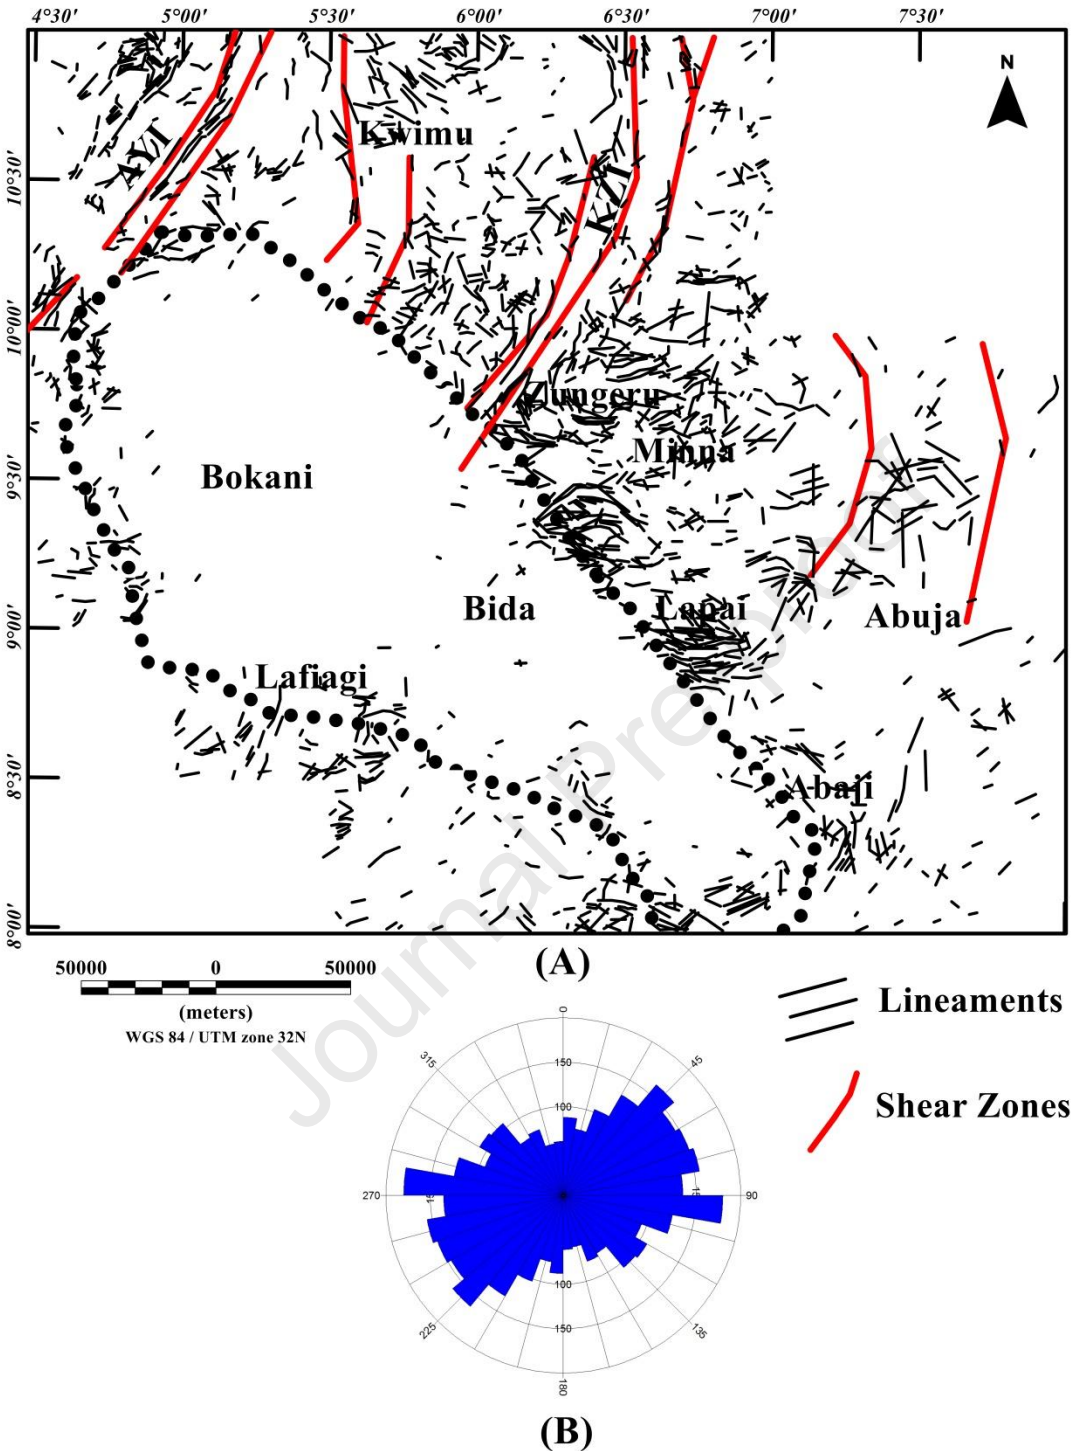 4°30' 5°00' 5°30' 6°00' 6°30' 7°00' 7°30'
N
Kwimu
AYI
10°30'
KZI
10°00'
Zungeru
Minna
Bokani
9°30'
Bida
Lapai
Abuja
9°00'
Lafiagi
8°30'
Abaji
8°00'
(A)
50000 0 50000
(meters)
WGS 84 / UTM zone 32N
Lineaments
Shear Zones
0
315
45
150
100
270
90
100
150
225
135
180
(B)
Journal Pre-proof